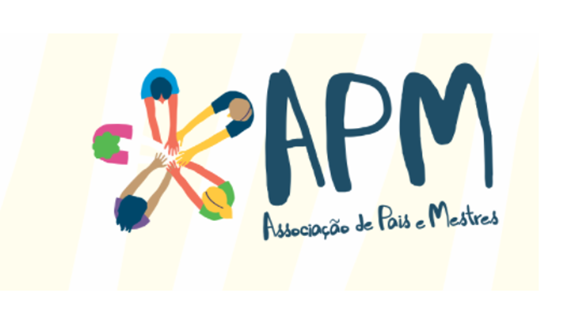 APM
Associação de Pais e Mestres